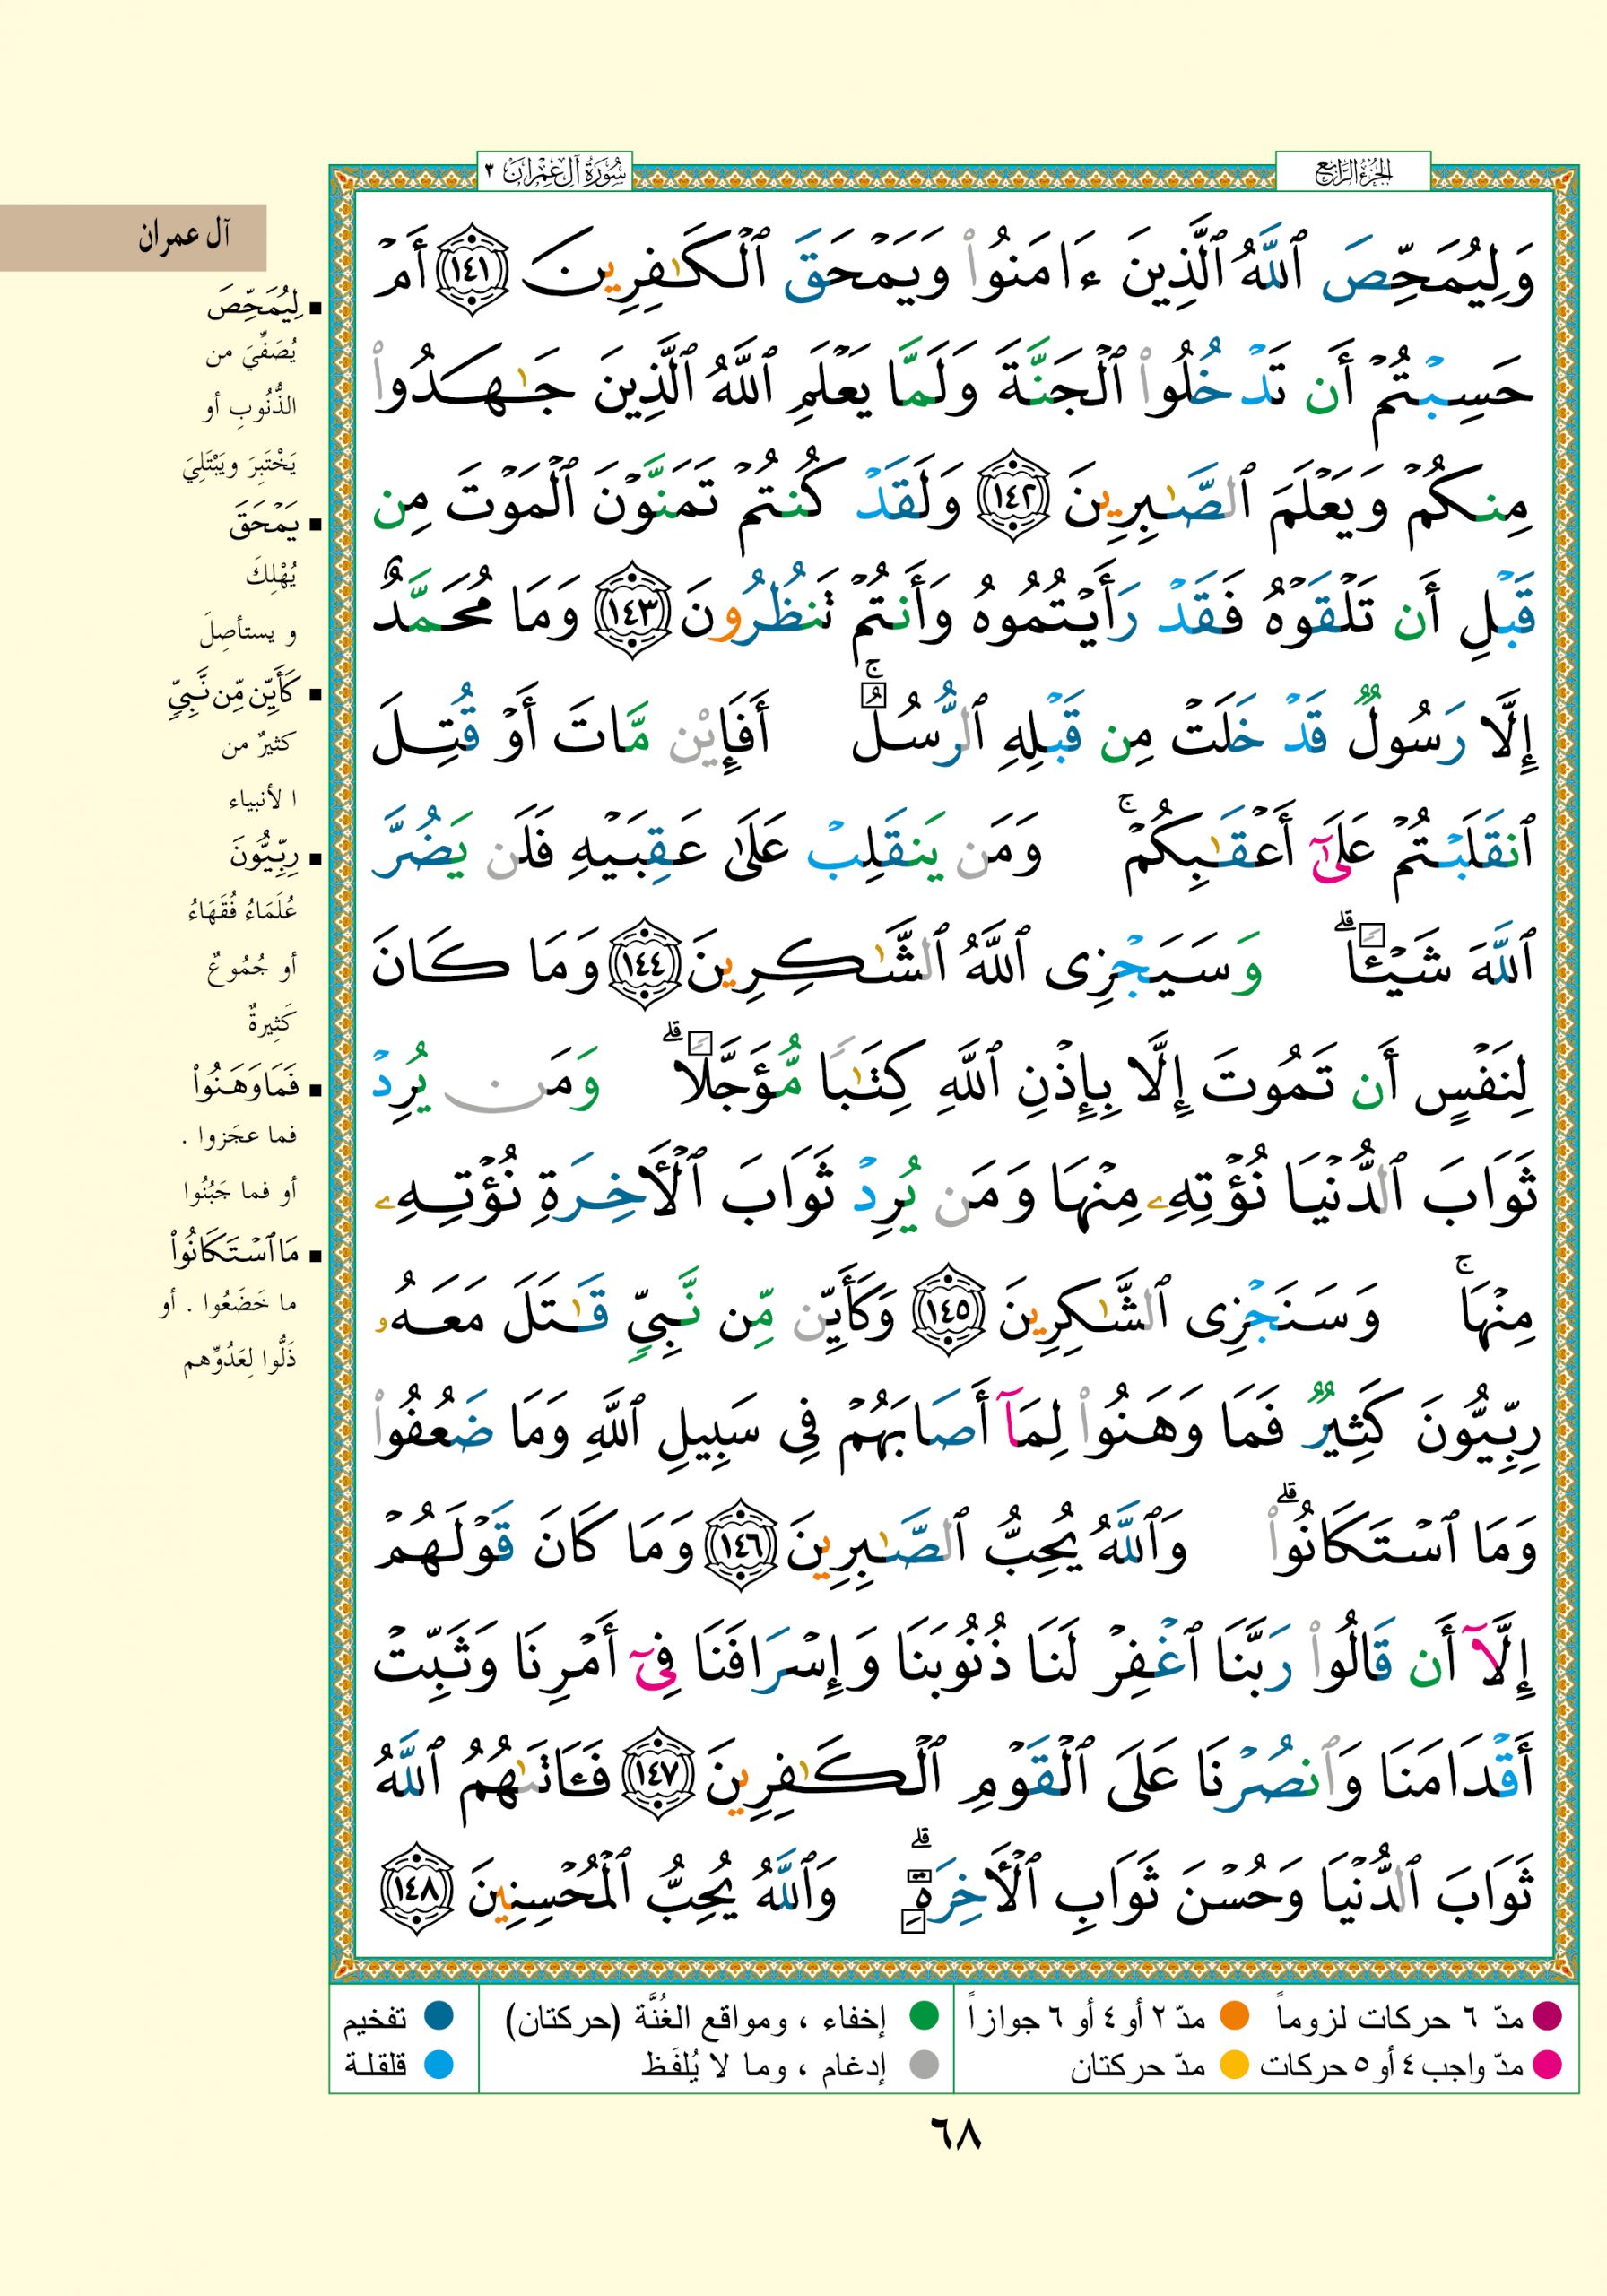 الجزء الرابع
سورة آل عمران ٣
وَلِيُمَحِّصَ ٱللَّهُ ٱلَّذِينَ ءَامَنُوا۟ وَيَمْحَقَ ٱلْكَـٰفِرِينَ ١٤١ أَمْ
حَسِبْتُمْ أَن تَدْخُلُوا۟ ٱلْجَنَّةَ وَلَمَّا يَعْلَمِ ٱللَّهُ ٱلَّذِينَ جَـٰهَدُوا۟
مِنكُمْ وَيَعْلَمَ ٱلصَّـٰبِرِينَ ١٤٢ وَلَقَدْ كُنتُمْ تَمَنَّوْنَ ٱلْمَوْتَ مِن
قَبْلِ أَن تَلْقَوْهُ فَقَدْ رَأَيْتُمُوهُ وَأَنتُمْ تَنظُرُونَ ١٤٣ وَمَا مُحَمَّدٌ
إِلَّا رَسُولٌ قَدْ خَلَتْ مِن قَبْلِهِ ٱلرُّسُلُ ۚ أَفَإِي۟ن مَّاتَ أَوْ قُتِلَ
ٱنقَلَبْتُمْ عَلَىٰٓ أَعْقَـٰبِكُمْ ۚ وَمَن يَنقَلِبْ عَلَىٰ عَقِبَيْهِ فَلَن يَضُرَّ
ٱللَّهَ شَيْـًٔا ۗ وَسَيَجْزِى ٱللَّهُ ٱلشَّـٰكِرِينَ ١٤٤ وَمَا كَانَ
لِنَفْسٍ أَن تَمُوتَ إِلَّا بِإِذْنِ ٱللَّهِ كِتَـٰبًا مُّؤَجَّلًا ۗ وَمَن يُرِدْ
ثَوَابَ ٱلدُّنْيَا نُؤْتِهِۦ مِنْهَا وَمَن يُرِدْ ثَوَابَ ٱلْـَٔاخِرَةِ نُؤْتِهِۦ
مِنْهَا ۚ وَسَنَجْزِى ٱلشَّـٰكِرِينَ ١٤٥ وَكَأَيِّن مِّن نَّبِىٍّ قَـٰتَلَ مَعَهُۥ
رِبِّيُّونَ كَثِيرٌ فَمَا وَهَنُوا۟ لِمَآ أَصَابَهُمْ فِى سَبِيلِ ٱللَّهِ وَمَا ضَعُفُوا۟
وَمَا ٱسْتَكَانُوا۟ ۗ وَٱللَّهُ يُحِبُّ ٱلصَّـٰبِرِينَ ١٤٦ وَمَا كَانَ قَوْلَهُمْ
إِلَّآ أَن قَالُوا۟ رَبَّنَا ٱغْفِرْ لَنَا ذُنُوبَنَا وَإِسْرَافَنَا فِىٓ أَمْرِنَا وَثَبِّتْ
أَقْدَامَنَا وَٱنصُرْنَا عَلَى ٱلْقَوْمِ ٱلْكَـٰفِرِينَ ١٤٧ فَـَٔاتَىٰهُمُ ٱللَّهُ
ثَوَابَ ٱلدُّنْيَا وَحُسْنَ ثَوَابِ ٱلْـَٔاخِرَةِ ۗ وَٱللَّهُ يُحِبُّ ٱلْمُحْسِنِينَ ١٤٨
آل عمران
لِيُمَحِّصَ
يُصَفِّيَ من
الذُّنُوبِ أو
يَخْتَبِرَ ويَبْتَلِيَ
يَمْحَقَ
يُهْلِكَ
و يستأصِلَ
كَأَيِّن مِّن نَّبِىٍّ
كثيرٌ من
الأنبياء
رِبِّيُّونَ
عُلَمَاءُ فُقَهَاءُ
أو جُمُوعٌ
كَثِيرةٌ
فَمَا وَهَنُوا۟
فما عجَزوا .
أو فما جَبُنُوا
مَا ٱسْتَكَانُوا۟
ما خَضَعُوا . أو
ذَلُّوا لِعَدُوِّهم
مدّ ٦ حركات لزوماً
مدّ ٢ أو ٤ أو ٦ جوازاً
إخفاء ، ومواقع الغُنَّة (حركتان)
تفخيم
مدّ واجب ٤ أو ٥ حركات
مدّ حركتان
إدغام ، وما لا يُلفَظ
قلقلة
٦٨